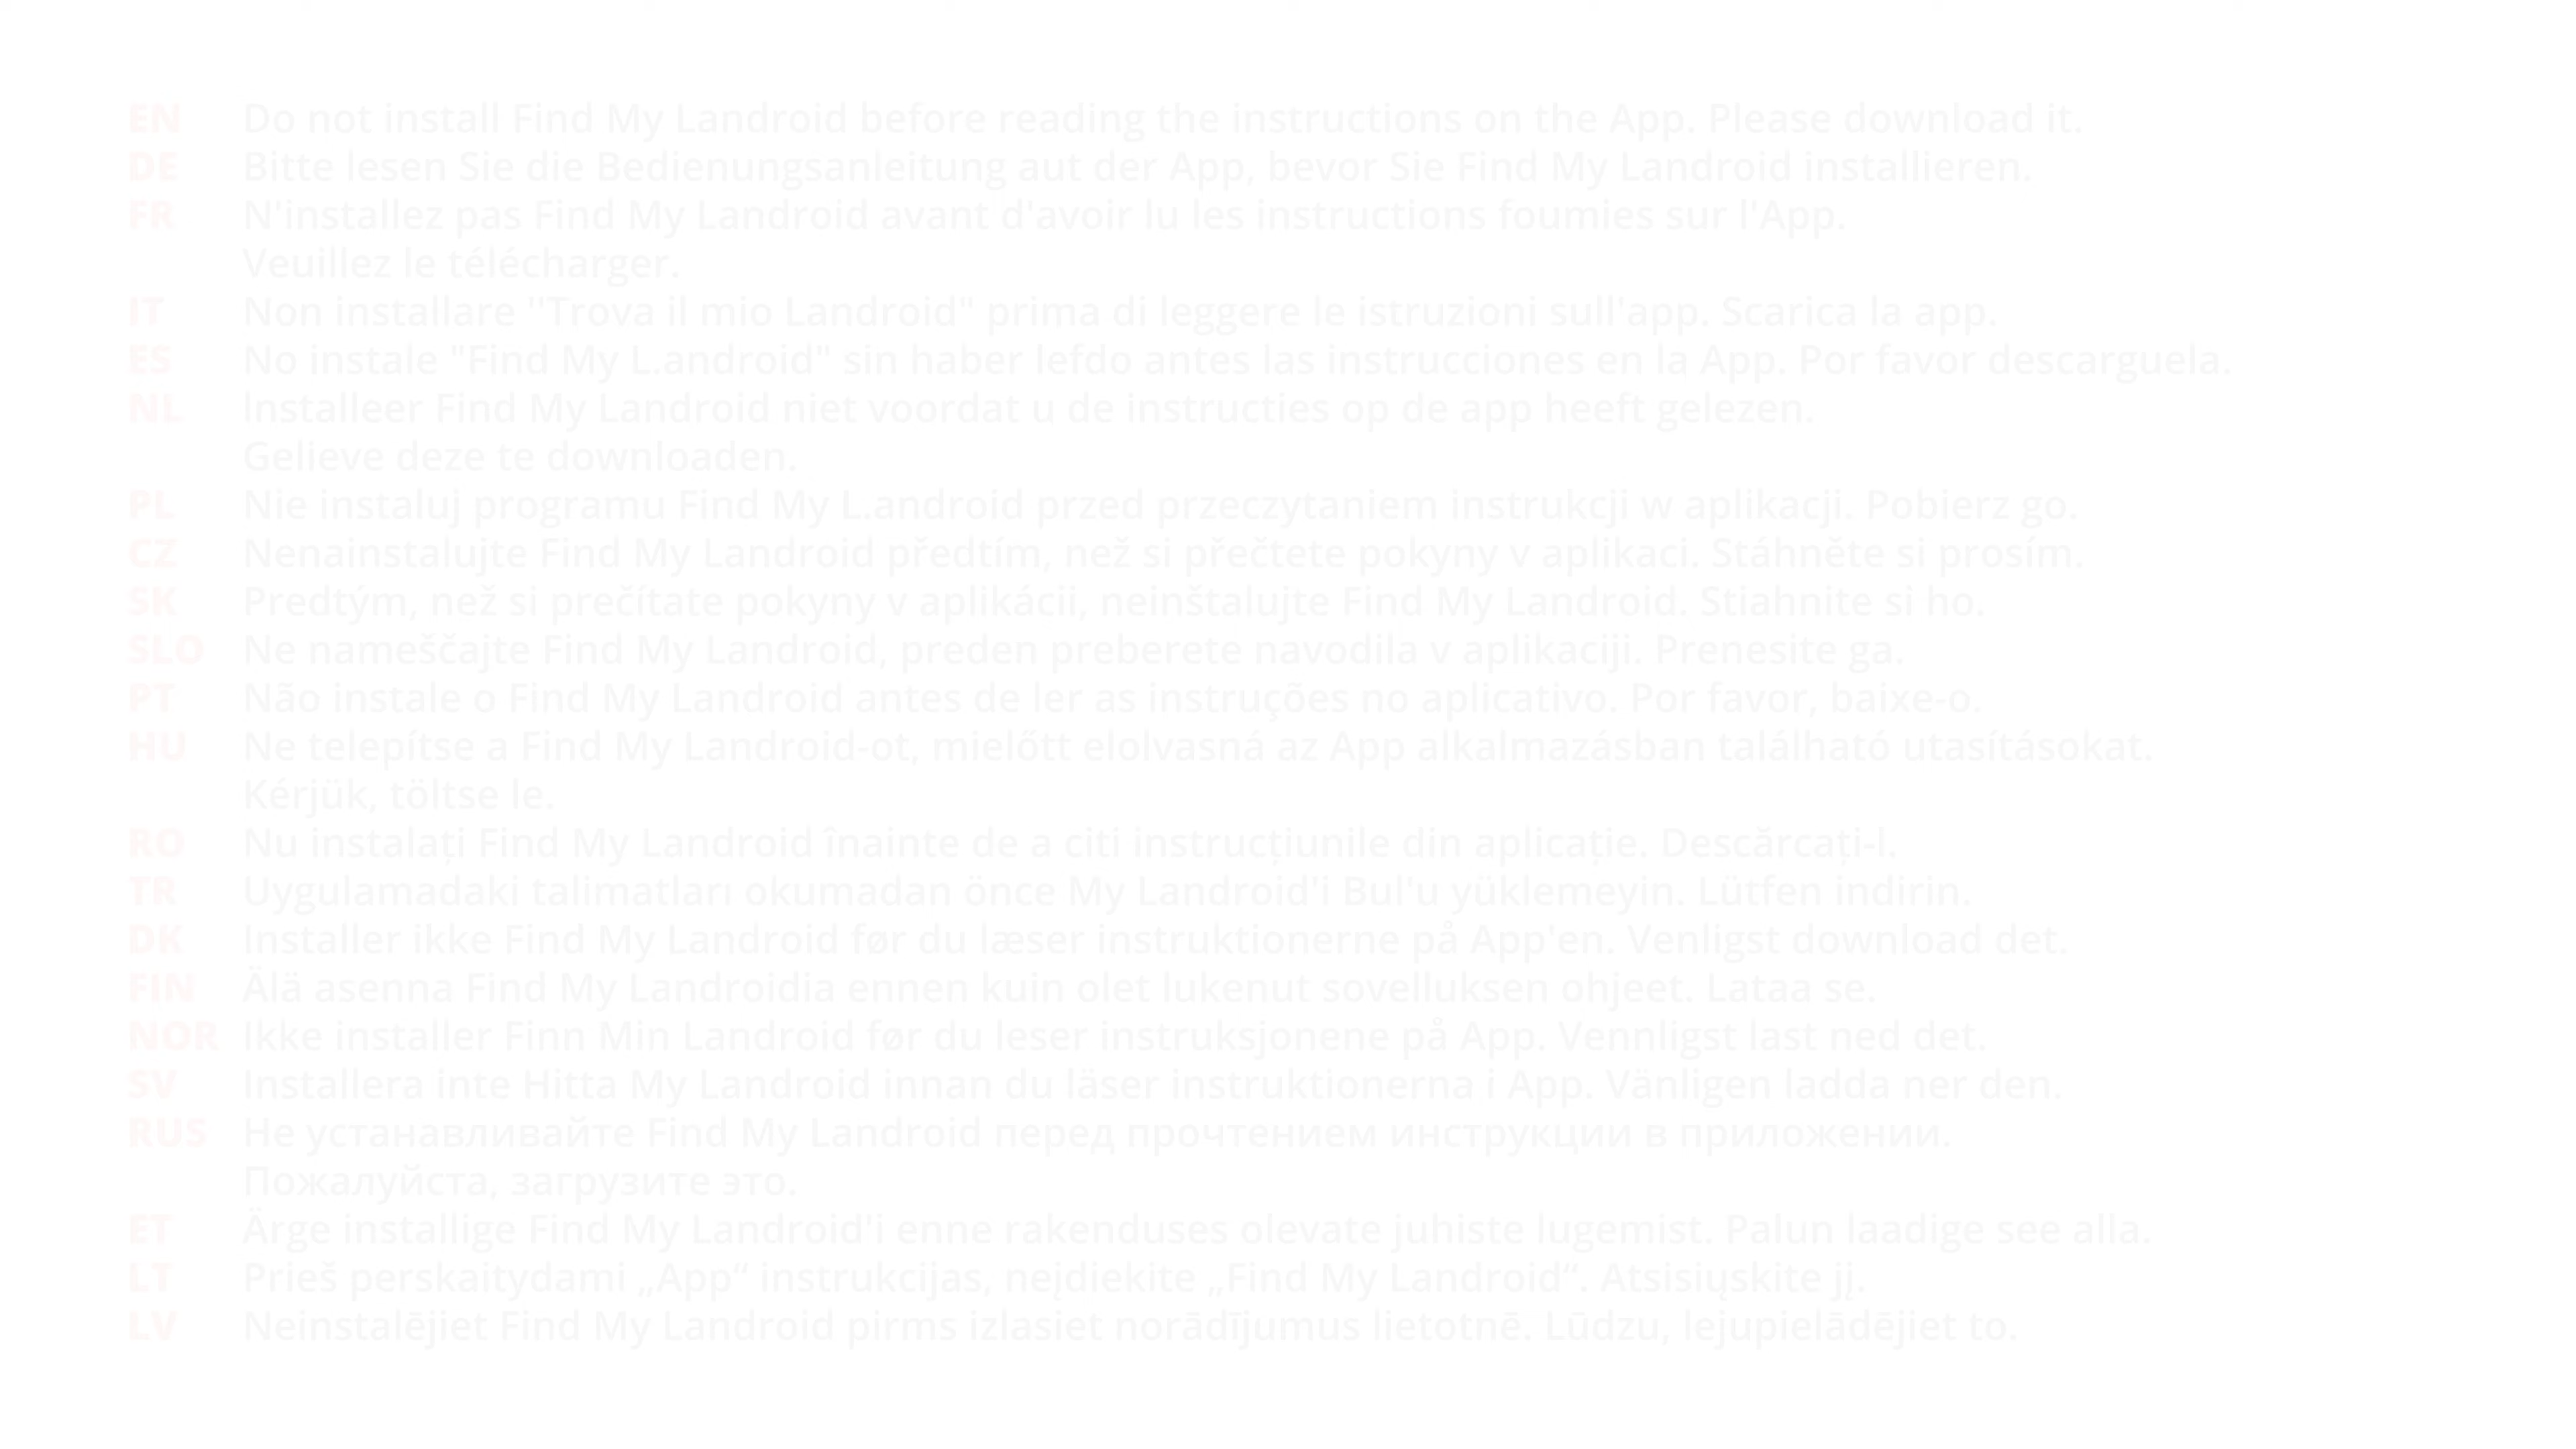 EN Do not install Find My Landroid before reading the instructions on the App. Please download it.
DE Bitte lesen Sie die Bedienungsanleitung aut der App, bevor Sie Find My Landroid installieren.
FR N'installez pas Find My Landroid avant d'avoir lu les instructions foumies sur l'App.
Veuillez le télécharger.
IT Non installare "Trova il mio Landroid" prima di leggere le istruzioni sull'app. Scarica la app.
ES No instale "Find My L.android" sin haber lefdo antes las instrucciones en la App. Por favor descarguela.
NL lnstalleer Find My Landroid niet voordat u de instructies op de app heeft gelezen.
Gelieve deze te downloaden.
PL Nie instaluj programu Find My L.android przed przeczytaniem instrukcji w aplikacji. Pobierz go.
CZ Nenainstalujte Find My Landroid předtím, než si přečtete pokyny v aplikaci. Stáhněte si prosím.
SK Predtým, než si prečítate pokyny v aplikácii, neinštalujte Find My Landroid. Stiahnite si ho.
SLO Ne nameščajte Find My Landroid, preden preberete navodila v aplikaciji. Prenesite ga.
PT Não instale o Find My Landroid antes de ler as instruções no aplicativo. Por favor, baixe-o.
HU Ne telepítse a Find My Landroid-ot, mielőtt elolvasná az App alkalmazásban található utasításokat.
Kérjük, töltse le.
RO Nu instalați Find My Landroid înainte de a citi instrucțiunile din aplicație. Descărcați-l.
TR Uygulamadaki talimatları okumadan önce My Landroid'i Bul'u yüklemeyin. Lütfen indirin.
DK Installer ikke Find My Landroid før du læser instruktionerne på App'en. Venligst download det.
FIN Älä asenna Find My Landroidia ennen kuin olet lukenut sovelluksen ohjeet. Lataa se.
NOR Ikke installer Finn Min Landroid før du leser instruksjonene på App. Vennligst last ned det.
SV Installera inte Hitta My Landroid innan du läser instruktionerna i App. Vänligen ladda ner den.
RUS Не устанавливайте Find My Landroid перед прочтением инструкции в приложении.
Пожалуйста, загрузите это.
ET Ärge installige Find My Landroid'i enne rakenduses olevate juhiste lugemist. Palun laadige see alla.
LT Prieš perskaitydami „App“ instrukcijas, neįdiekite „Find My Landroid“. Atsisiųskite jį.
LV Neinstalējiet Find My Landroid pirms izlasiet norādījumus lietotnē. Lūdzu, lejupielādējiet to.